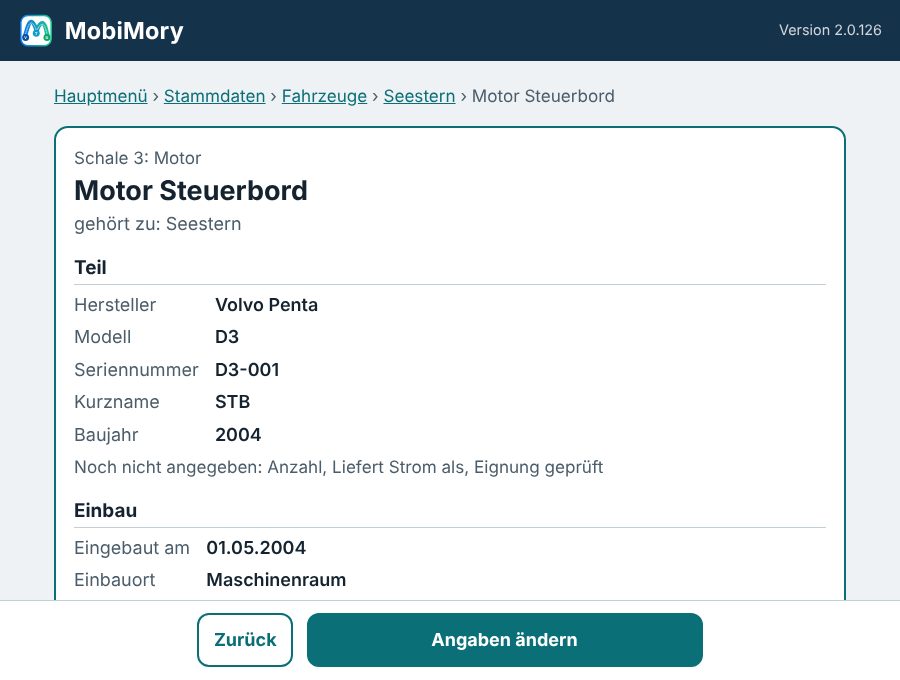 MobiMory
Version 2.0.126
Hauptmenü › Stammdaten › Fahrzeuge › Seestern › Motor Steuerbord
Schale 3: Motor
Motor Steuerbord
gehört zu: Seestern
Teil
Hersteller Volvo Penta
Modell D3
Seriennummer D3-001
Kurzname STB
Baujahr 2004
Noch nicht angegeben: Anzahl, Liefert Strom als, Eignung geprüft
Einbau
Eingebaut am 01.05.2004
Einbauort Maschinenraum
Zurück
Angaben ändern